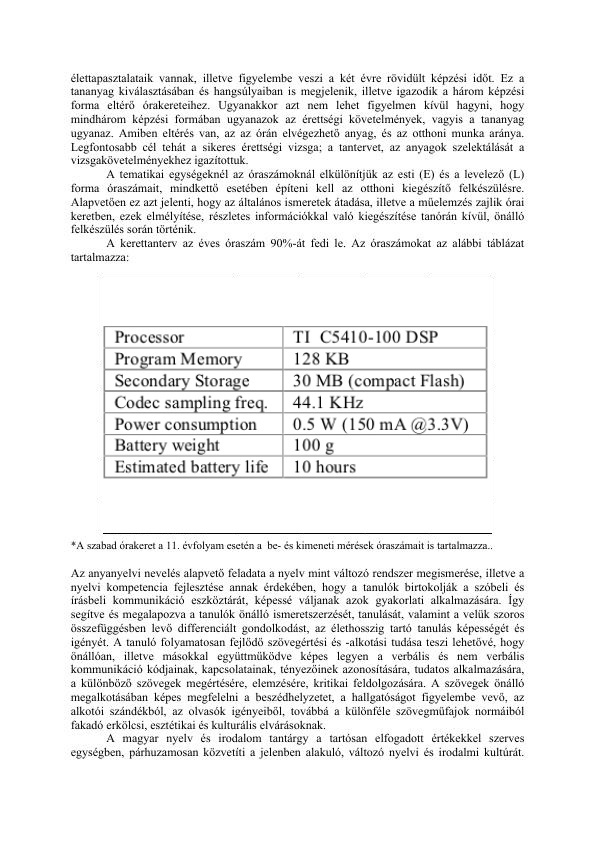 élettapasztalataik vannak, illetve figyelembe veszi a két évre rövidült képzési időt. Ez a
tananyag kiválasztásában és hangsúlyaiban is megjelenik, illetve igazodik a három képzési
forma eltérő órakereteihez. Ugyanakkor azt nem lehet figyelmen kívül hagyni, hogy
mindhárom képzési formában ugyanazok az érettségi követelmények, vagyis a tananyag
ugyanaz. Amiben eltérés van, az az órán elvégezhető anyag, és az otthoni munka aránya.
Legfontosabb cél tehát a sikeres érettségi vizsga; a tantervet, az anyagok szelektálását a
vizsgakövetelményekhez igazítottuk.
A tematikai egységeknél az óraszámoknál elkülönítjük az esti (E) és a levelező (L)
forma óraszámait, mindkettő esetében építeni kell az otthoni kiegészítő felkészülésre.
Alapvetően ez azt jelenti, hogy az általános ismeretek átadása, illetve a műelemzés zajlik órai
keretben, ezek elmélyítése, részletes információkkal való kiegészítése tanórán kívül, önálló
felkészülés során történik.
A kerettanterv az éves óraszám 90%-át fedi le. Az óraszámokat az alábbi táblázat
tartalmazza:
Processor TI C5410-100 DSP
Program Memory 128 KB
Secondary Storage 30 MB (compact Flash)
Codec sampling freq. 44.1 KHz
Power consumption 0.5 W (150 mA @3.3V)
Battery weight 100 g
Estimated battery life 10 hours
*A szabad órakeret a 11. évfolyam esetén a be- és kimeneti mérések óraszámait is tartalmazza..
Az anyanyelvi nevelés alapvető feladata a nyelv mint változó rendszer megismerése, illetve a
nyelvi kompetencia fejlesztése annak érdekében, hogy a tanulók birtokolják a szóbeli és
írásbeli kommunikáció eszköztárát, képessé váljanak azok gyakorlati alkalmazására. Így
segítve és megalapozva a tanulók önálló ismeretszerzését, tanulását, valamint a velük szoros
összefüggésben levő differenciált gondolkodást, az élethosszig tartó tanulás képességét és
igényét. A tanuló folyamatosan fejlődő szövegértési és -alkotási tudása teszi lehetővé, hogy
önállóan, illetve másokkal együttműködve képes legyen a verbális és nem verbális
kommunikáció kódjainak, kapcsolatainak, tényezőinek azonosítására, tudatos alkalmazására,
a különböző szövegek megértésére, elemzésére, kritikai feldolgozására. A szövegek önálló
megalkotásában képes megfelelni a beszédhelyzetet, a hallgatóságot figyelembe vevő, az
alkotói szándékból, az olvasók igényeiből, továbbá a különféle szövegműfajok normáiból
fakadó erkölcsi, esztétikai és kulturális elvárásoknak.
A magyar nyelv és irodalom tantárgy a tartósan elfogadott értékekkel szerves
egységben, párhuzamosan közvetíti a jelenben alakuló, változó nyelvi és irodalmi kultúrát.